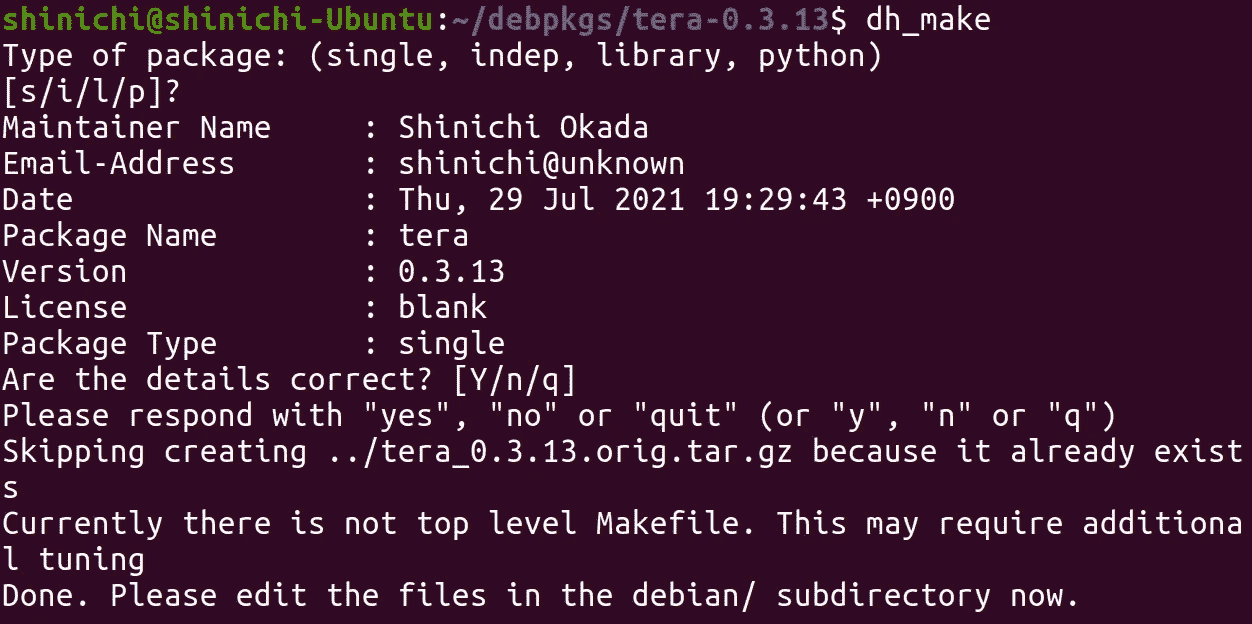 shinichi@shinichi-Ubuntu:~/debpkgs/tera-0.3.13$ dh_make
Type of package: (single, indep, library, python)
[s/i/l/p]?
Maintainer Name     : Shinichi Okada
Email-Address       : shinichi@unknown
Date                : Thu, 29 Jul 2021 19:29:43 +0900
Package Name        : tera
Version             : 0.3.13
License             : blank
Package Type        : single
Are the details correct? [Y/n/q]
Please respond with "yes", "no" or "quit" (or "y", "n" or "q")
Skipping creating ../tera_0.3.13.orig.tar.gz because it already exist
s
Currently there is not top level Makefile. This may require additiona
l tuning
Done. Please edit the files in the debian/ subdirectory now.